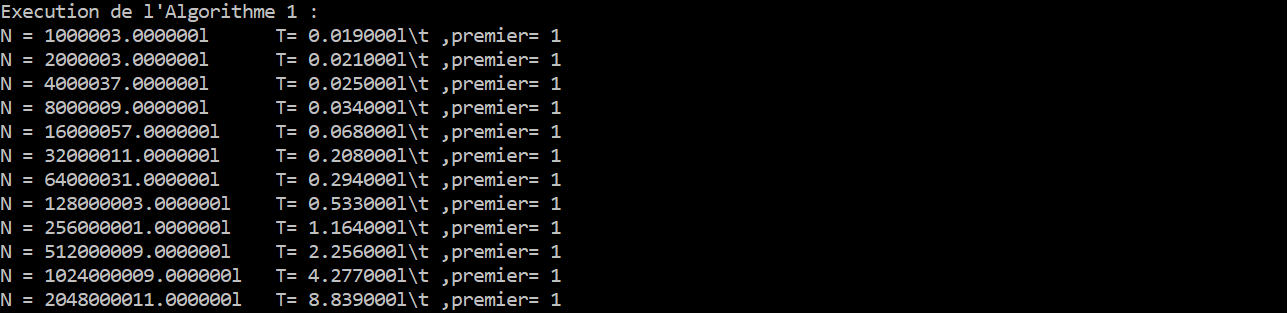 Execution de l'Algorithme 1 :
N = 1000003.000000l T= 0.019000l\t ,premier= 1
N = 2000003.000000l T= 0.021000l\t ,premier= 1
N = 4000037.000000l T= 0.025000l\t ,premier= 1
N = 8000009.000000l T= 0.034000l\t ,premier= 1
N = 16000057.000000l T= 0.068000l\t ,premier= 1
N = 32000011.000000l T= 0.208000l\t ,premier= 1
N = 64000031.000000l T= 0.294000l\t ,premier= 1
N = 128000003.000000l T= 0.533000l\t ,premier= 1
N = 256000001.000000l T= 1.164000l\t ,premier= 1
N = 512000009.000000l T= 2.256000l\t ,premier= 1
N = 1024000009.000000l T= 4.277000l\t ,premier= 1
N = 2048000011.000000l T= 8.839000l\t ,premier= 1